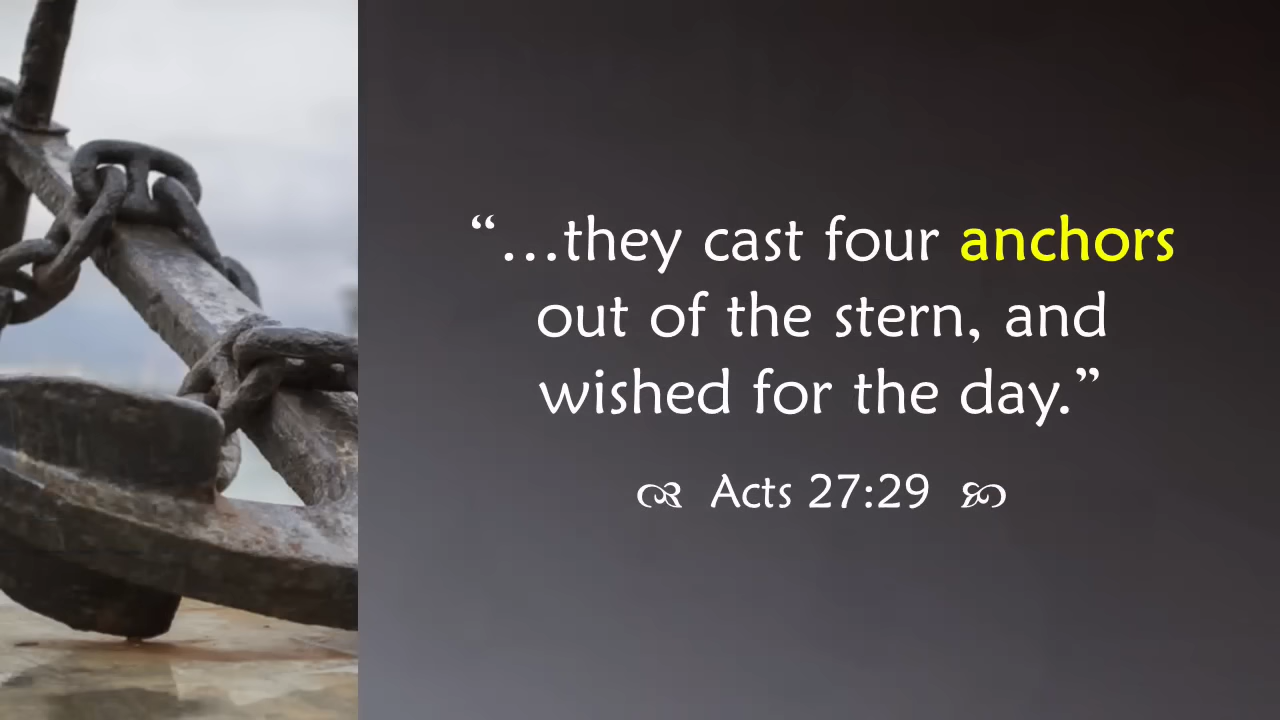 “…they cast four anchors
out of the stern, and
wished for the day.”
Acts 27:29